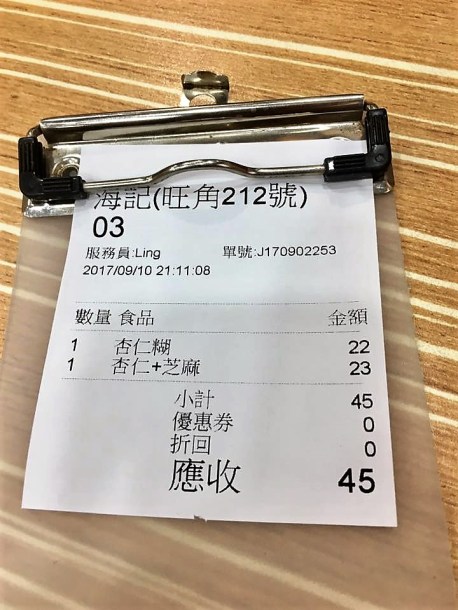 海記(旺角212號)
03
服務員:Ling 單號:J170902253
2017/09/10 21:11:08
數量 食品 金額
1 杏仁糊 22
1 杏仁+芝麻 23
小計 45
優惠券 0
折回 0
應收 45